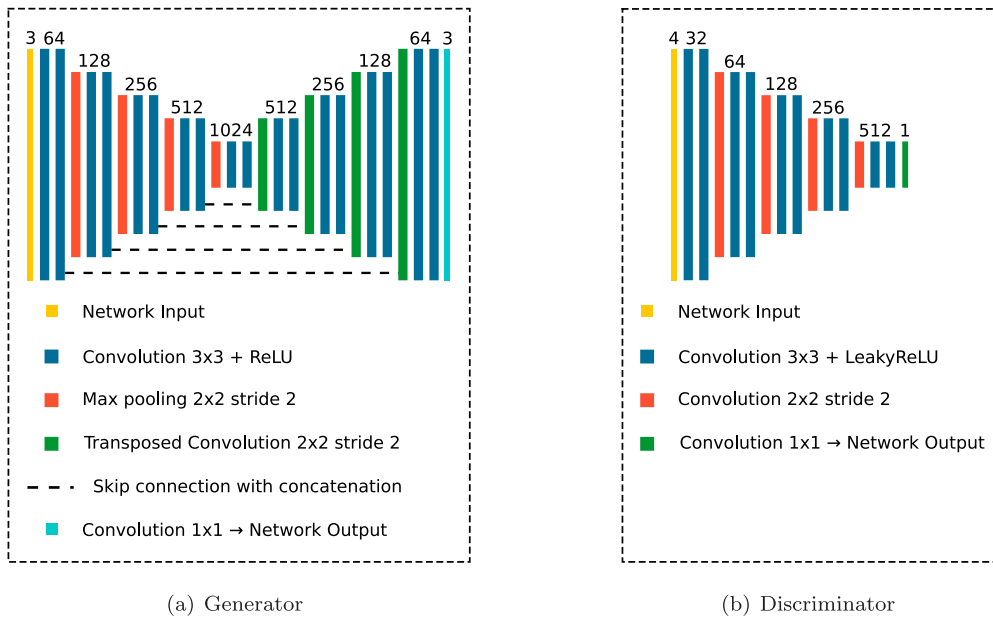 3 64 64 3
128 128
256 256
512 512
1024
Network Input
Convolution 3x3 + ReLU
Max pooling 2x2 stride 2
Transposed Convolution 2x2 stride 2
Skip connection with concatenation
Convolution 1x1 → Network Output
(a) Generator
4 32
64
128
256
512 1
Network Input
Convolution 3x3 + LeakyReLU
Convolution 2x2 stride 2
Convolution 1x1 → Network Output
(b) Discriminator